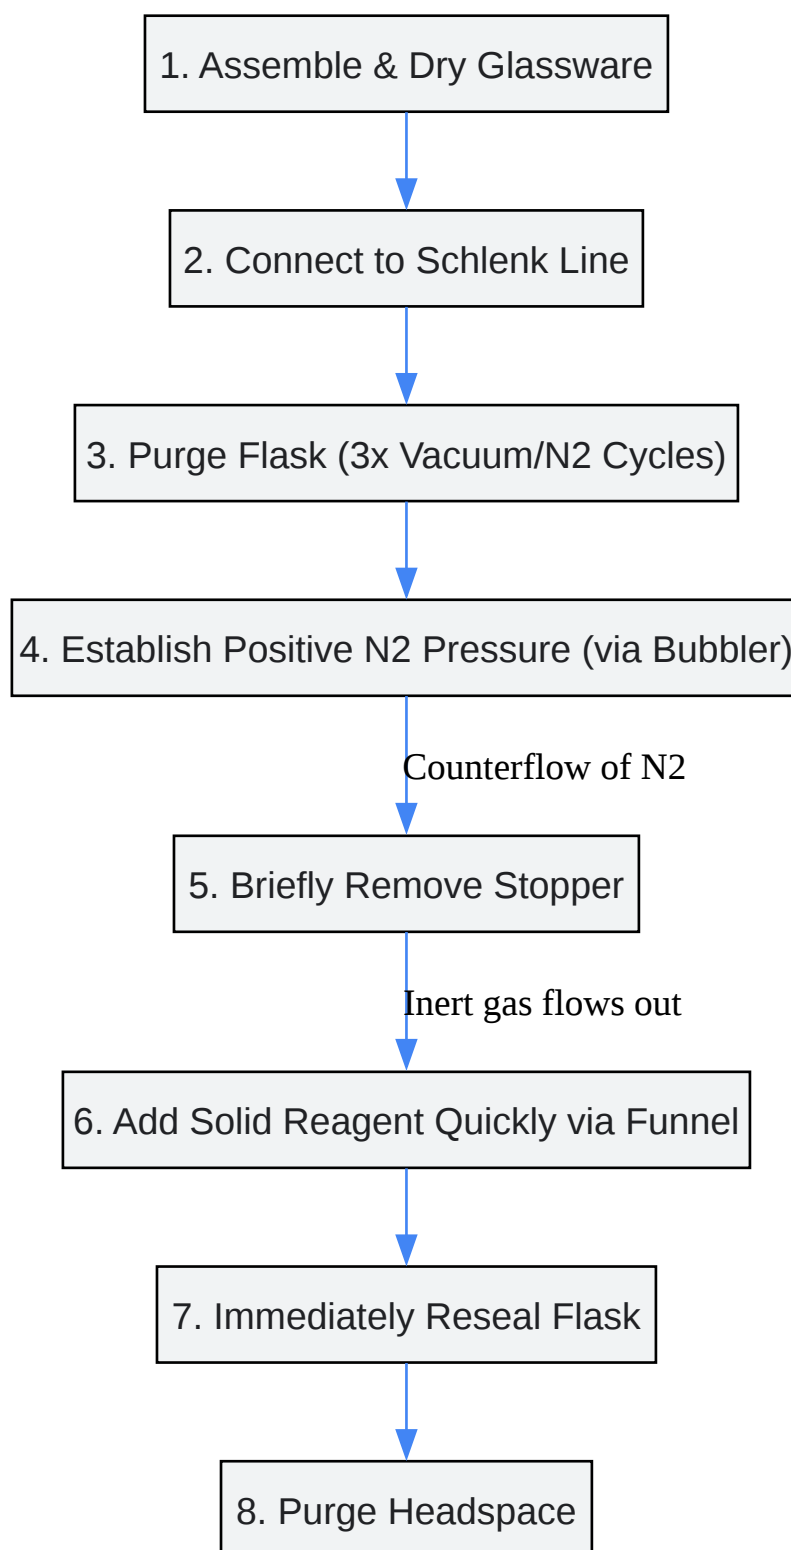 1. Assemble & Dry Glassware
2. Connect to Schlenk Line
3. Purge Flask (3x Vacuum/N2 Cycles)
4. Establish Positive N2 Pressure (via Bubbler)
Counterflow of N2
5. Briefly Remove Stopper
Inert gas flows out
6. Add Solid Reagent Quickly via Funnel
7. Immediately Reseal Flask
8. Purge Headspace